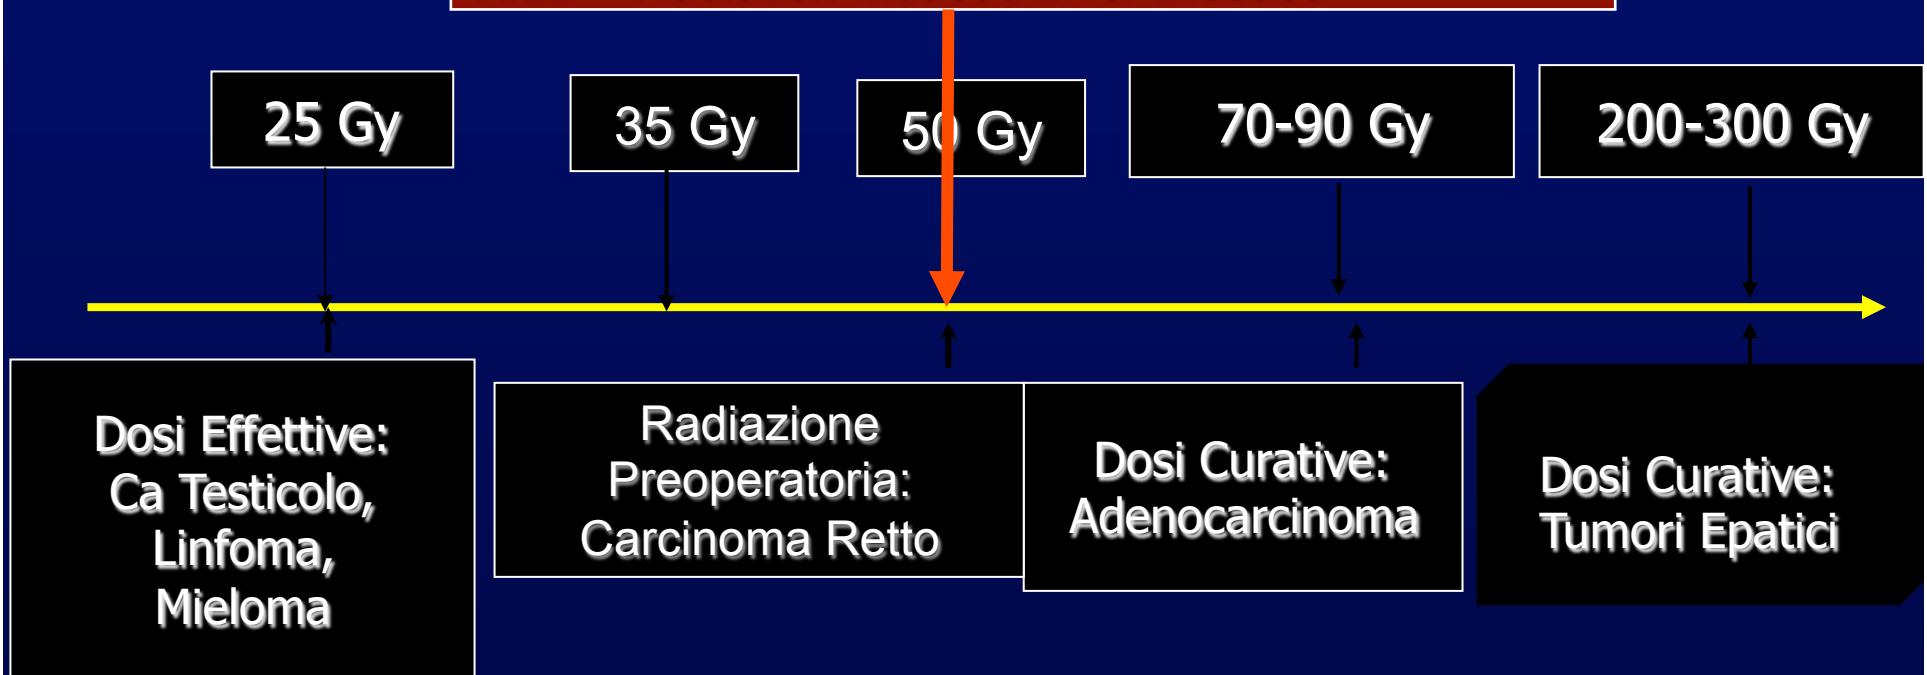 25 Gy
35 Gy
50 Gy
70-90 Gy
200-300 Gy
Dosi Effettive:
Ca Testicolo,
Linfoma,
Mieloma
Radiazione
Preoperatoria:
Carcinoma Retto
Dosi Curative:
Adenocarcinoma
Dosi Curative:
Tumori Epatici